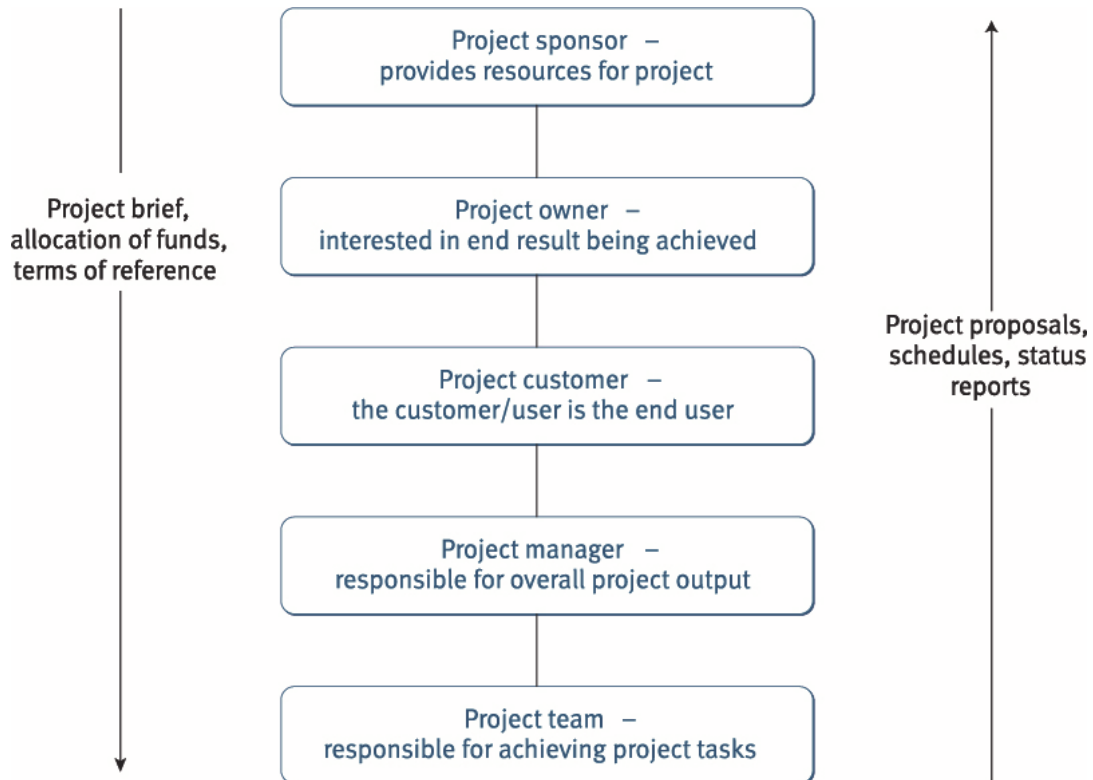 Project sponsor –
provides resources for project
Project brief,
allocation of funds,
terms of reference
Project owner –
interested in end result being achieved
Project proposals,
schedules, status
reports
Project customer –
the customer/user is the end user
Project manager –
responsible for overall project output
Project team –
responsible for achieving project tasks